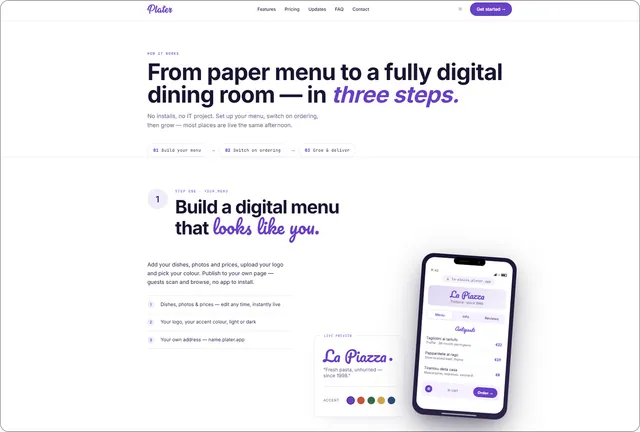 Plater
Features Pricing Updates FAQ Contact
Get started →
HOW IT WORKS
From paper menu to a fully digital
dining room — in three steps.
No installs, no IT project. Set up your menu, switch on ordering,
then grow — most places are live the same afternoon.
01 Build your menu → 02 Switch on ordering → 03 Grow & deliver
1
STEP ONE · YOUR MENU
Build a digital menu
that looks like you.
Add your dishes, photos and prices, upload your logo
and pick your colour. Publish to your own page —
guests scan and browse, no app to install.
1 Dishes, photos & prices — edit any time, instantly live
2 Your logo, your accent colour, light or dark
3 Your own address — name.plater.app
LIVE PREVIEW
La Piazza.
"Fresh pasta, unhurried —
since 1998."
ACCENT
La Piazza
Menu Info Reviews
Antipasti
Tagliolini al tartufo
Pappardelle al ragù
Tiramisù della casa
Order →